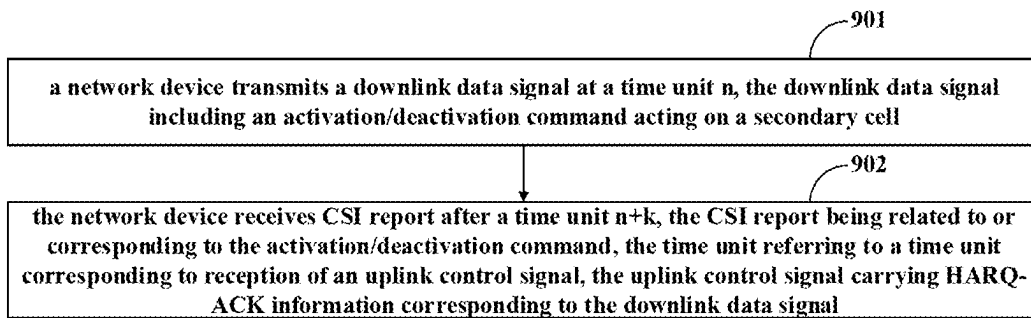 901
a network device transmits a downlink data signal at a time unit n, the downlink data signal
including an activation/deactivation command acting on a secondary cell
902
the network device receives CSI report after a time unit n+k, the CSI report being related to or
corresponding to the activation/deactivation command, the time unit referring to a time unit
corresponding to reception of an uplink control signal, the uplink control signal carrying HARQ-
ACK information corresponding to the downlink data signal